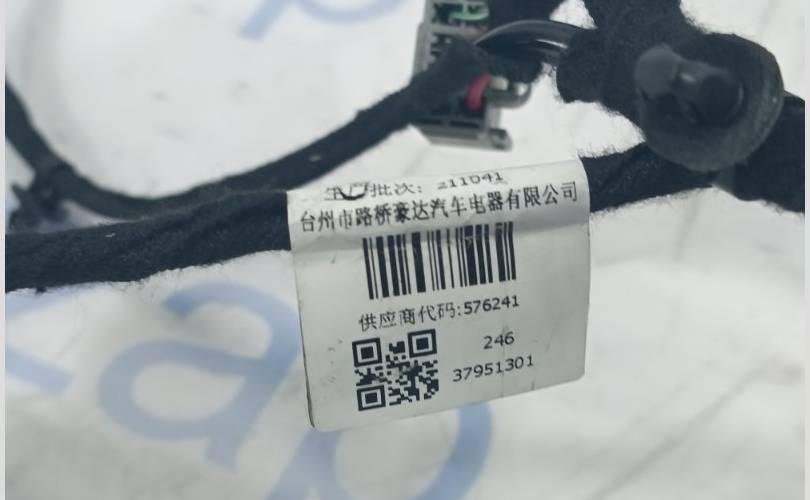 生产批次: 211041
台州市路桥豪达汽车电器有限公司
供应商代码:576241
246
37951301
zap